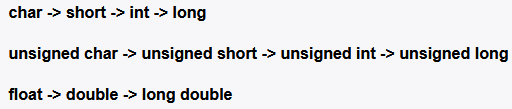 char -> short -> int -> long
unsigned char -> unsigned short -> unsigned int -> unsigned long
float -> double -> long double